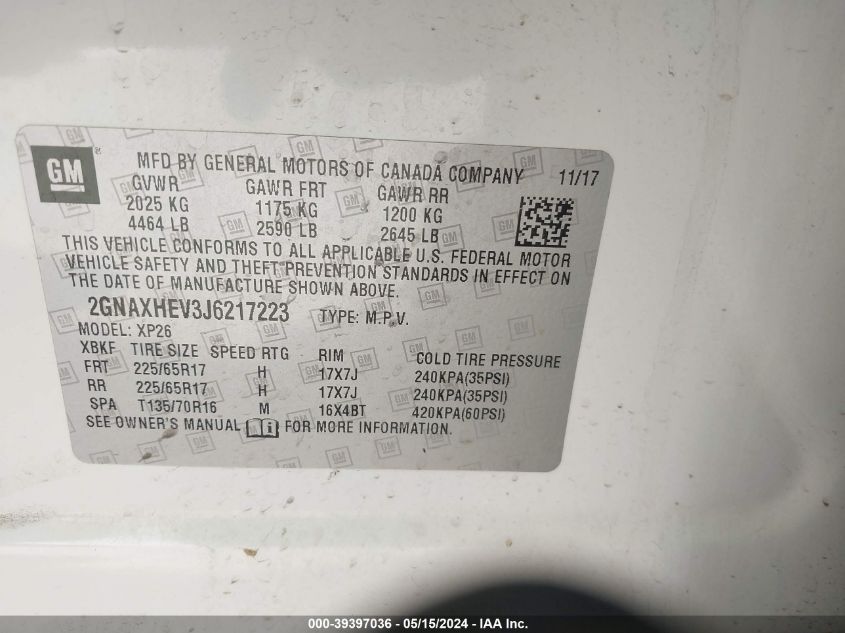 GM
MFD BY GENERAL MOTORS OF CANADA COMPANY 11/17
GVWR GAWR FRT GAWR RR
2025 KG 1175 KG 1200 KG
4464 LB 2590 LB 2645 LB
THIS VEHICLE CONFORMS TO ALL APPLICABLE U.S. FEDERAL MOTOR
VEHICLE SAFETY AND THEFT PREVENTION STANDARDS IN EFFECT ON
THE DATE OF MANUFACTURE SHOWN ABOVE.
2GNAXHEV3J6217223 TYPE: M.P.V.
MODEL: XP26
XBKF TIRE SIZE SPEED RTG RIM COLD TIRE PRESSURE
FRT 225/65R17 H 17X7J 240KPA(35PSI)
RR 225/65R17 H 17X7J 240KPA(35PSI)
SPA T135/70R16 M 16X4BT 420KPA(60PSI)
SEE OWNER'S MANUAL FOR MORE INFORMATION.
000-39397036 - 05/15/2024 - IAA Inc.